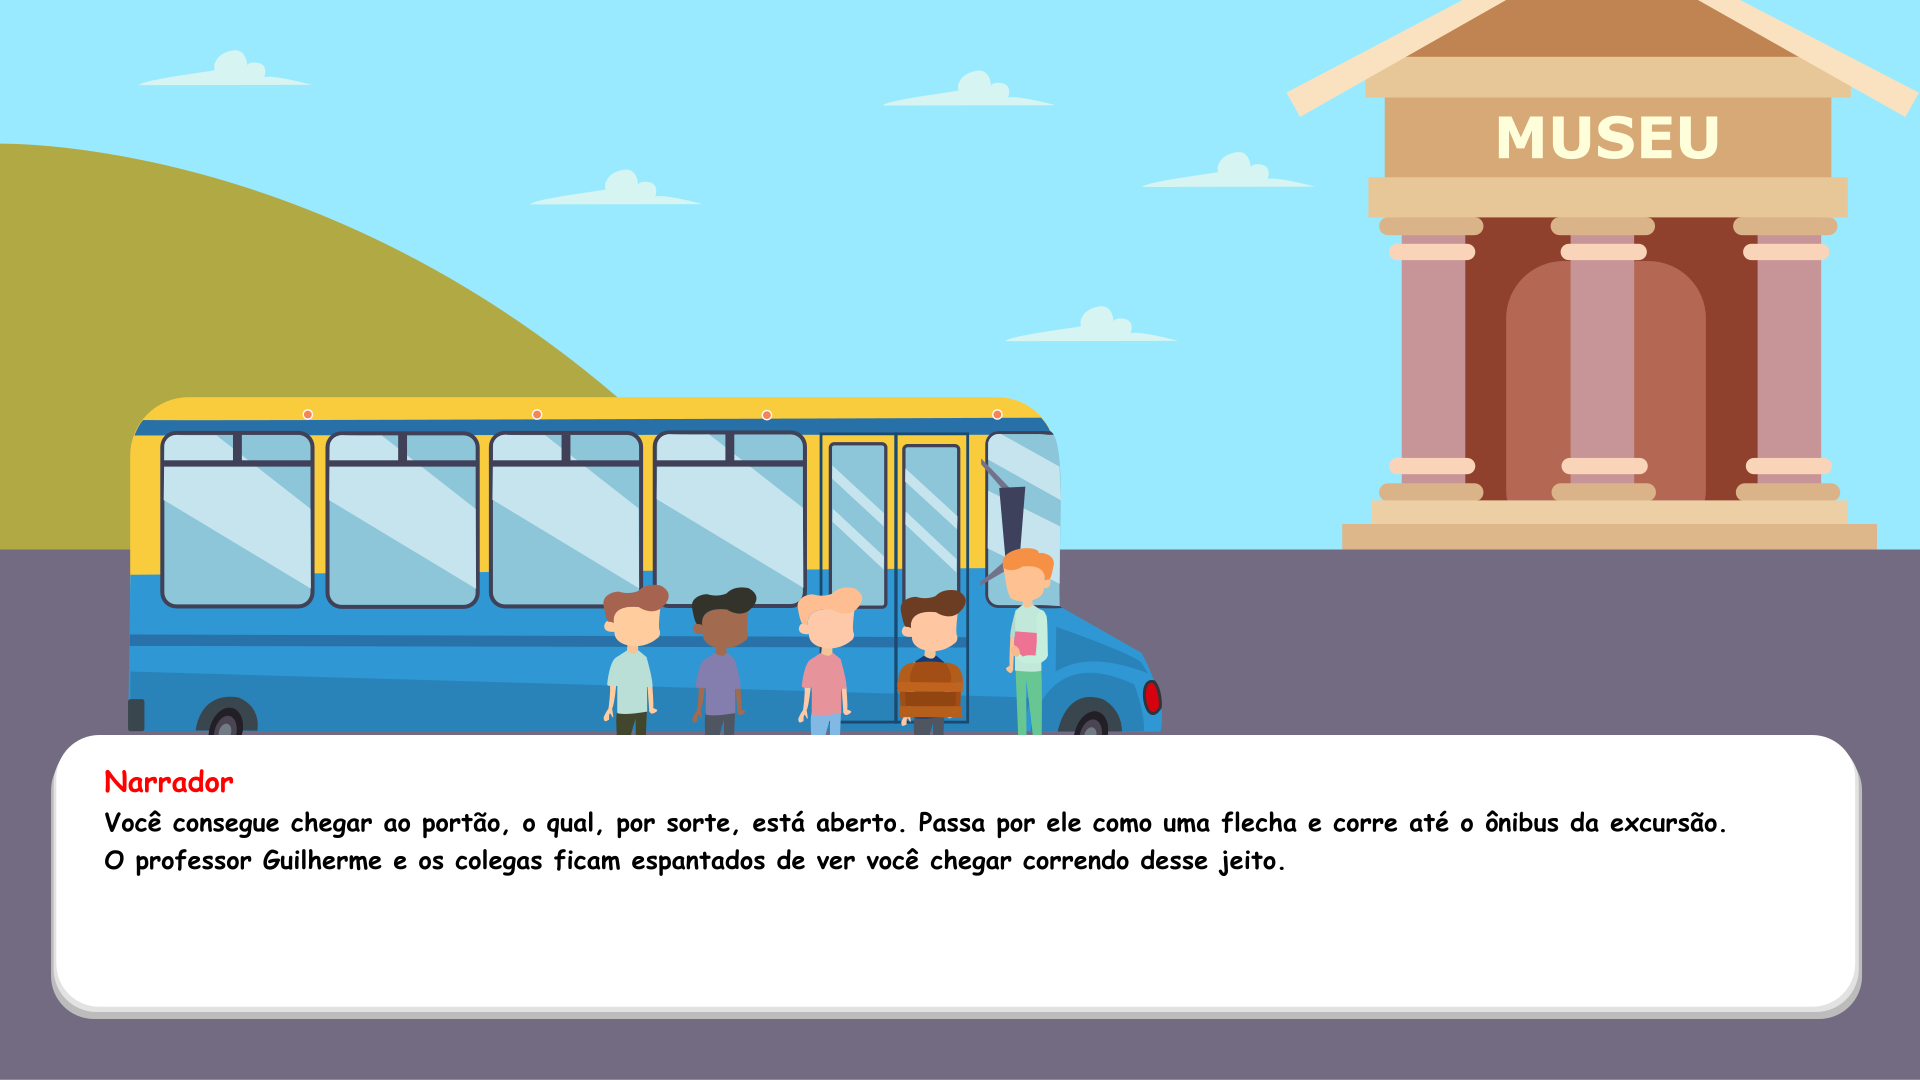 MUSEU
Narrador
Você consegue chegar ao portão, o qual, por sorte, está aberto. Passa por ele como uma flecha e corre até o ônibus da excursão.
O professor Guilherme e os colegas ficam espantados de ver você chegar correndo desse jeito.